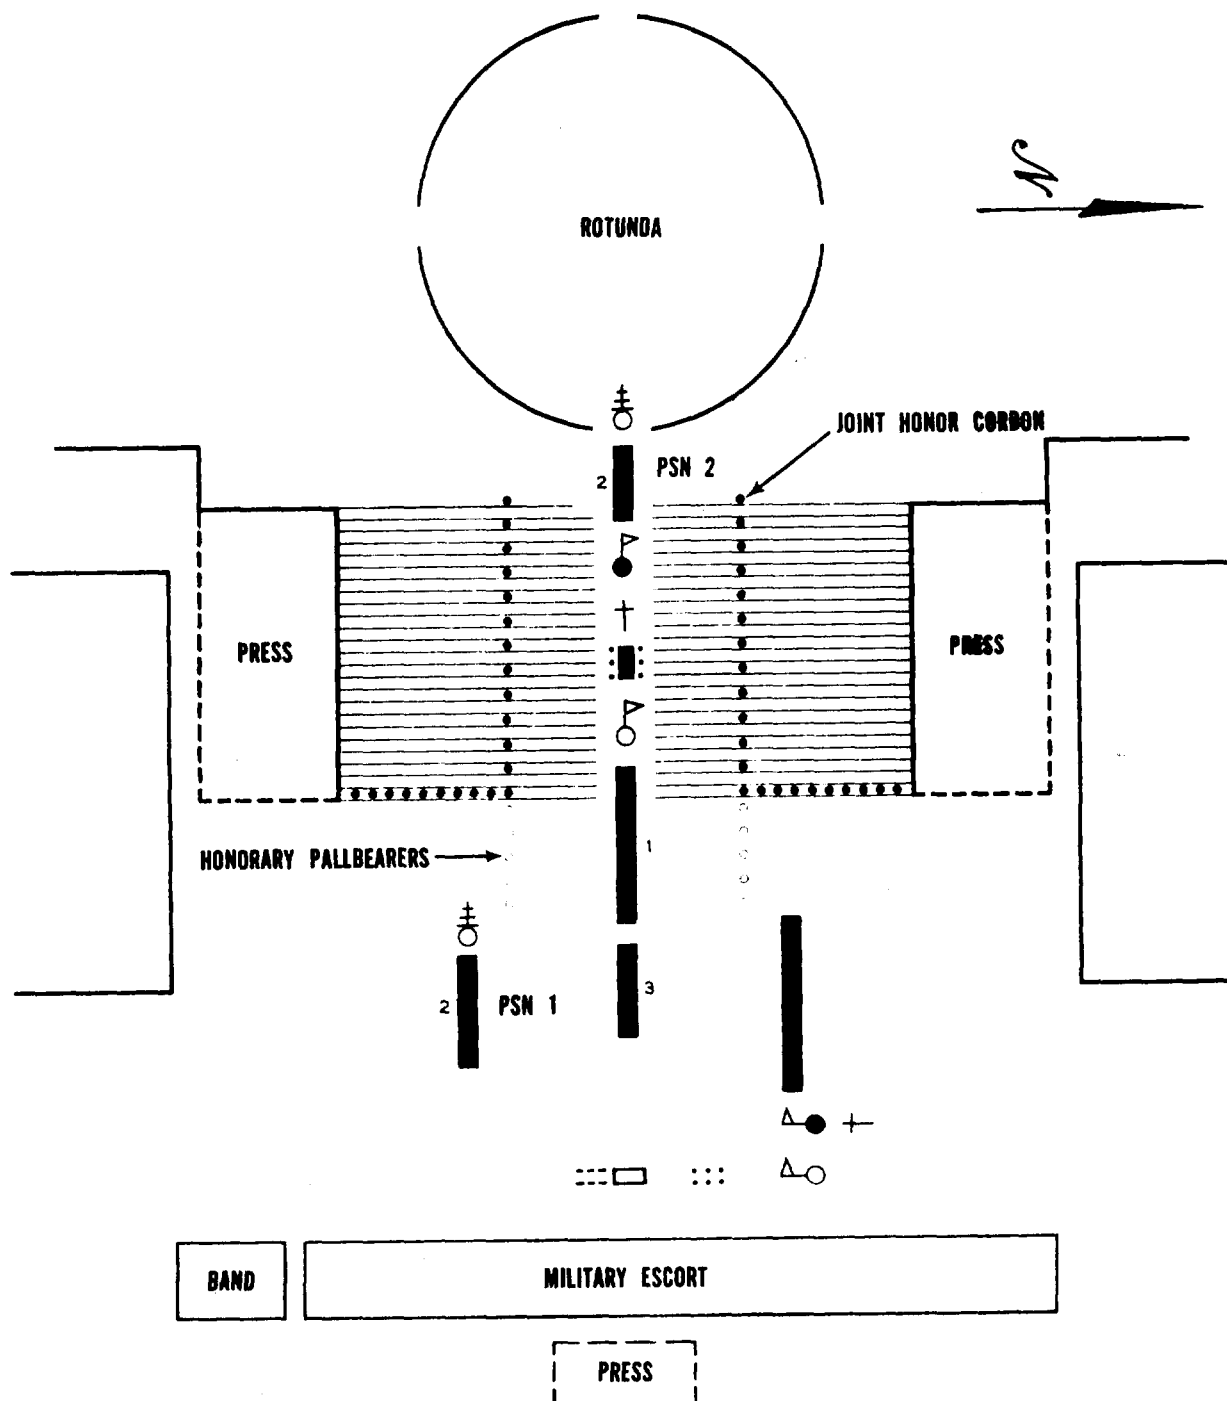 ROTUNDA
N
JOINT HONOR CORDON
2
PSN 2
PRESS
PRESS
1
HONORARY PALLBEARERS
2
PSN 1
3
BAND
MILITARY ESCORT
PRESS